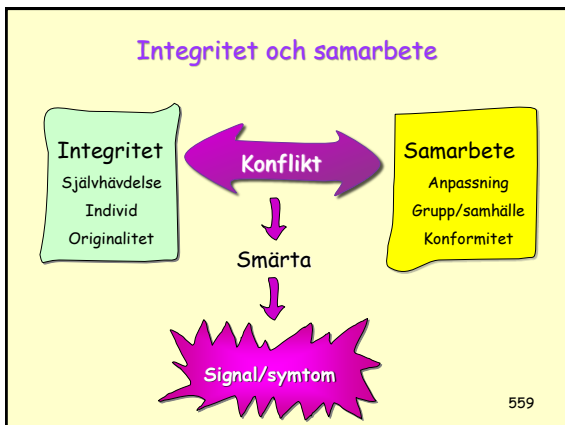 Integritet och samarbete
Integritet
Självhävdelse
Individ
Originalitet
Konflikt
Samarbete
Anpassning
Grupp/samhälle
Konformitet
Smärta
Signal/symtom
559